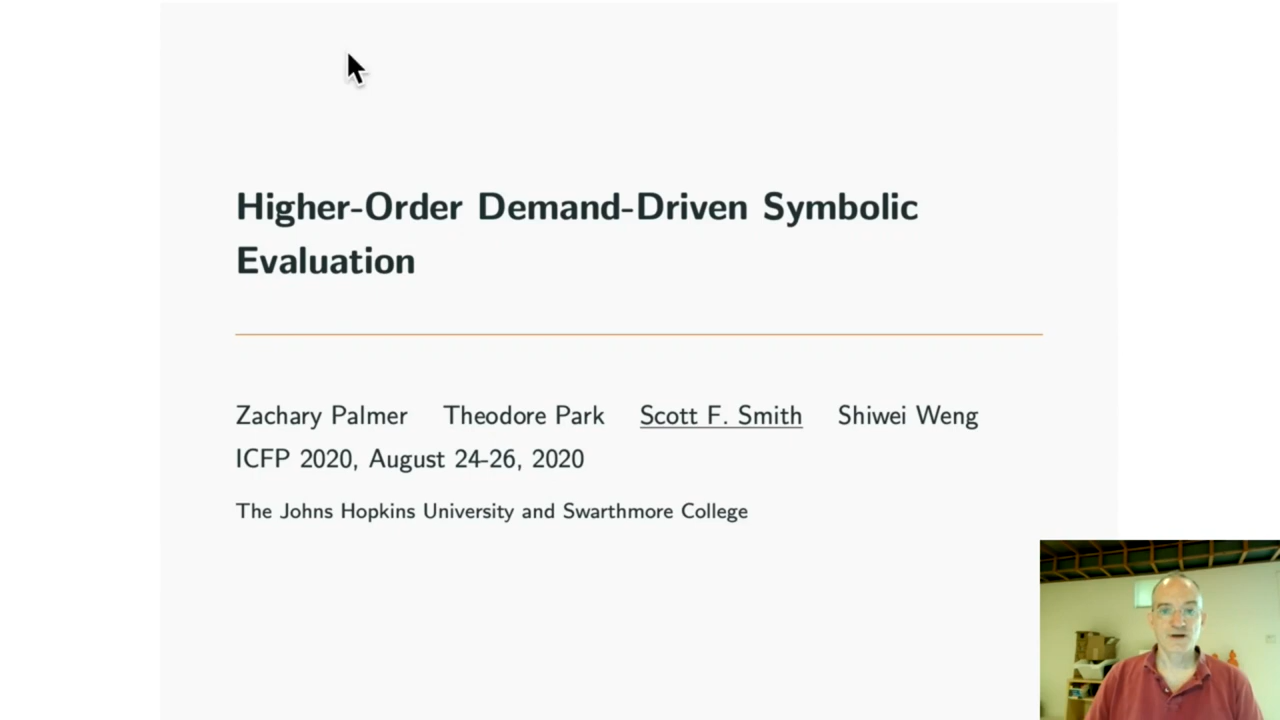 Higher-Order Demand-Driven Symbolic
Evaluation
Zachary Palmer Theodore Park Scott F. Smith Shiwei Weng
ICFP 2020, August 24-26, 2020
The Johns Hopkins University and Swarthmore College